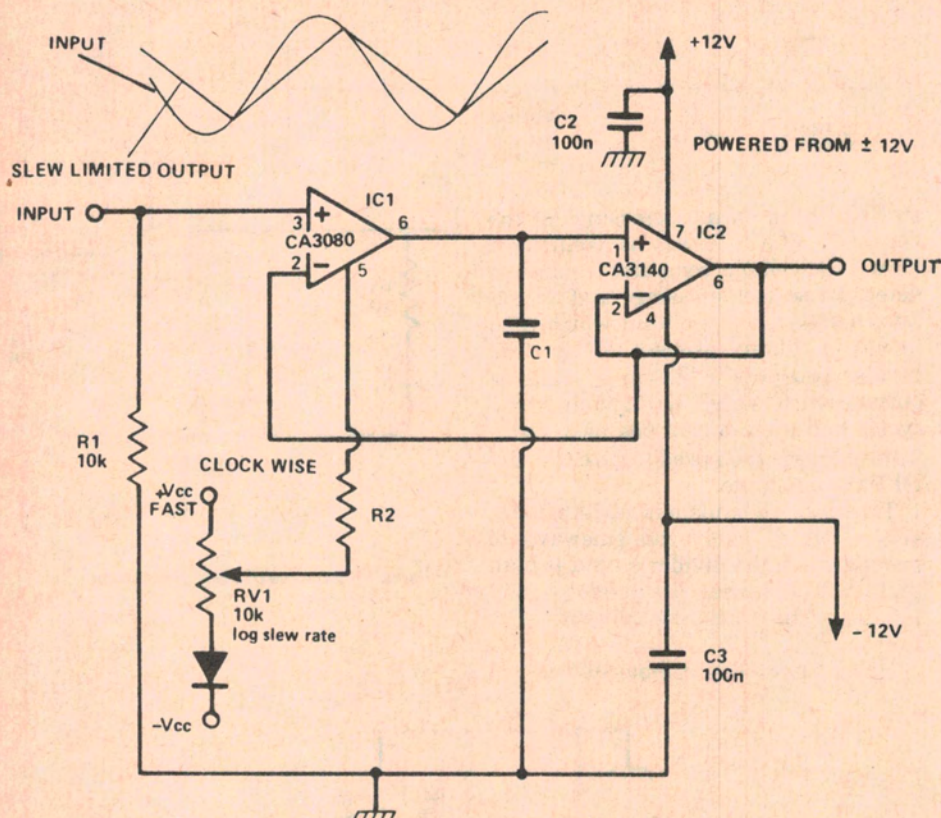 INPUT
SLEW LIMITED OUTPUT
INPUT
3
+
CA3080
2
−
IC1
6
5
+12V
C2
100n
POWERED FROM ± 12V
7
IC2
1
+
CA3140
2
−
4
6
OUTPUT
C1
R1
10k
CLOCK WISE
+Vcc
FAST
R2
RV1
10k
log slew rate
−Vcc
− 12V
C3
100n